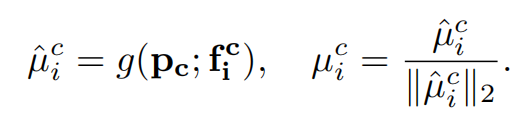 $\hat{\mu}_i^c = g(\mathbf{p_c}; \mathbf{f_i^c}), \quad \mu_i^c = \frac{\hat{\mu}_i^c}{\|\hat{\mu}_i^c\|_2}.$